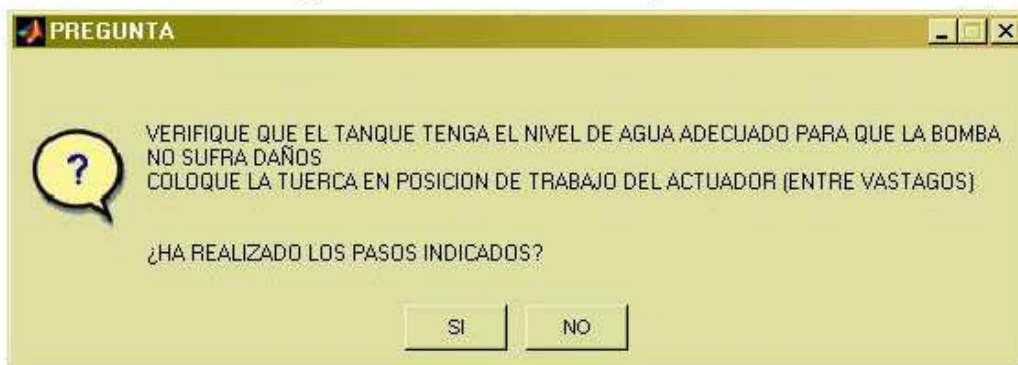 PREGUNTA
VERIFIQUE QUE EL TANQUE TENGA EL NIVEL DE AGUA ADECUADO PARA QUE LA BOMBA
NO SUFRA DAÑOS
COLOQUE LA TUERCA EN POSICION DE TRABAJO DEL ACTUADOR (ENTRE VASTAGOS)
¿HA REALIZADO LOS PASOS INDICADOS?
SI
NO